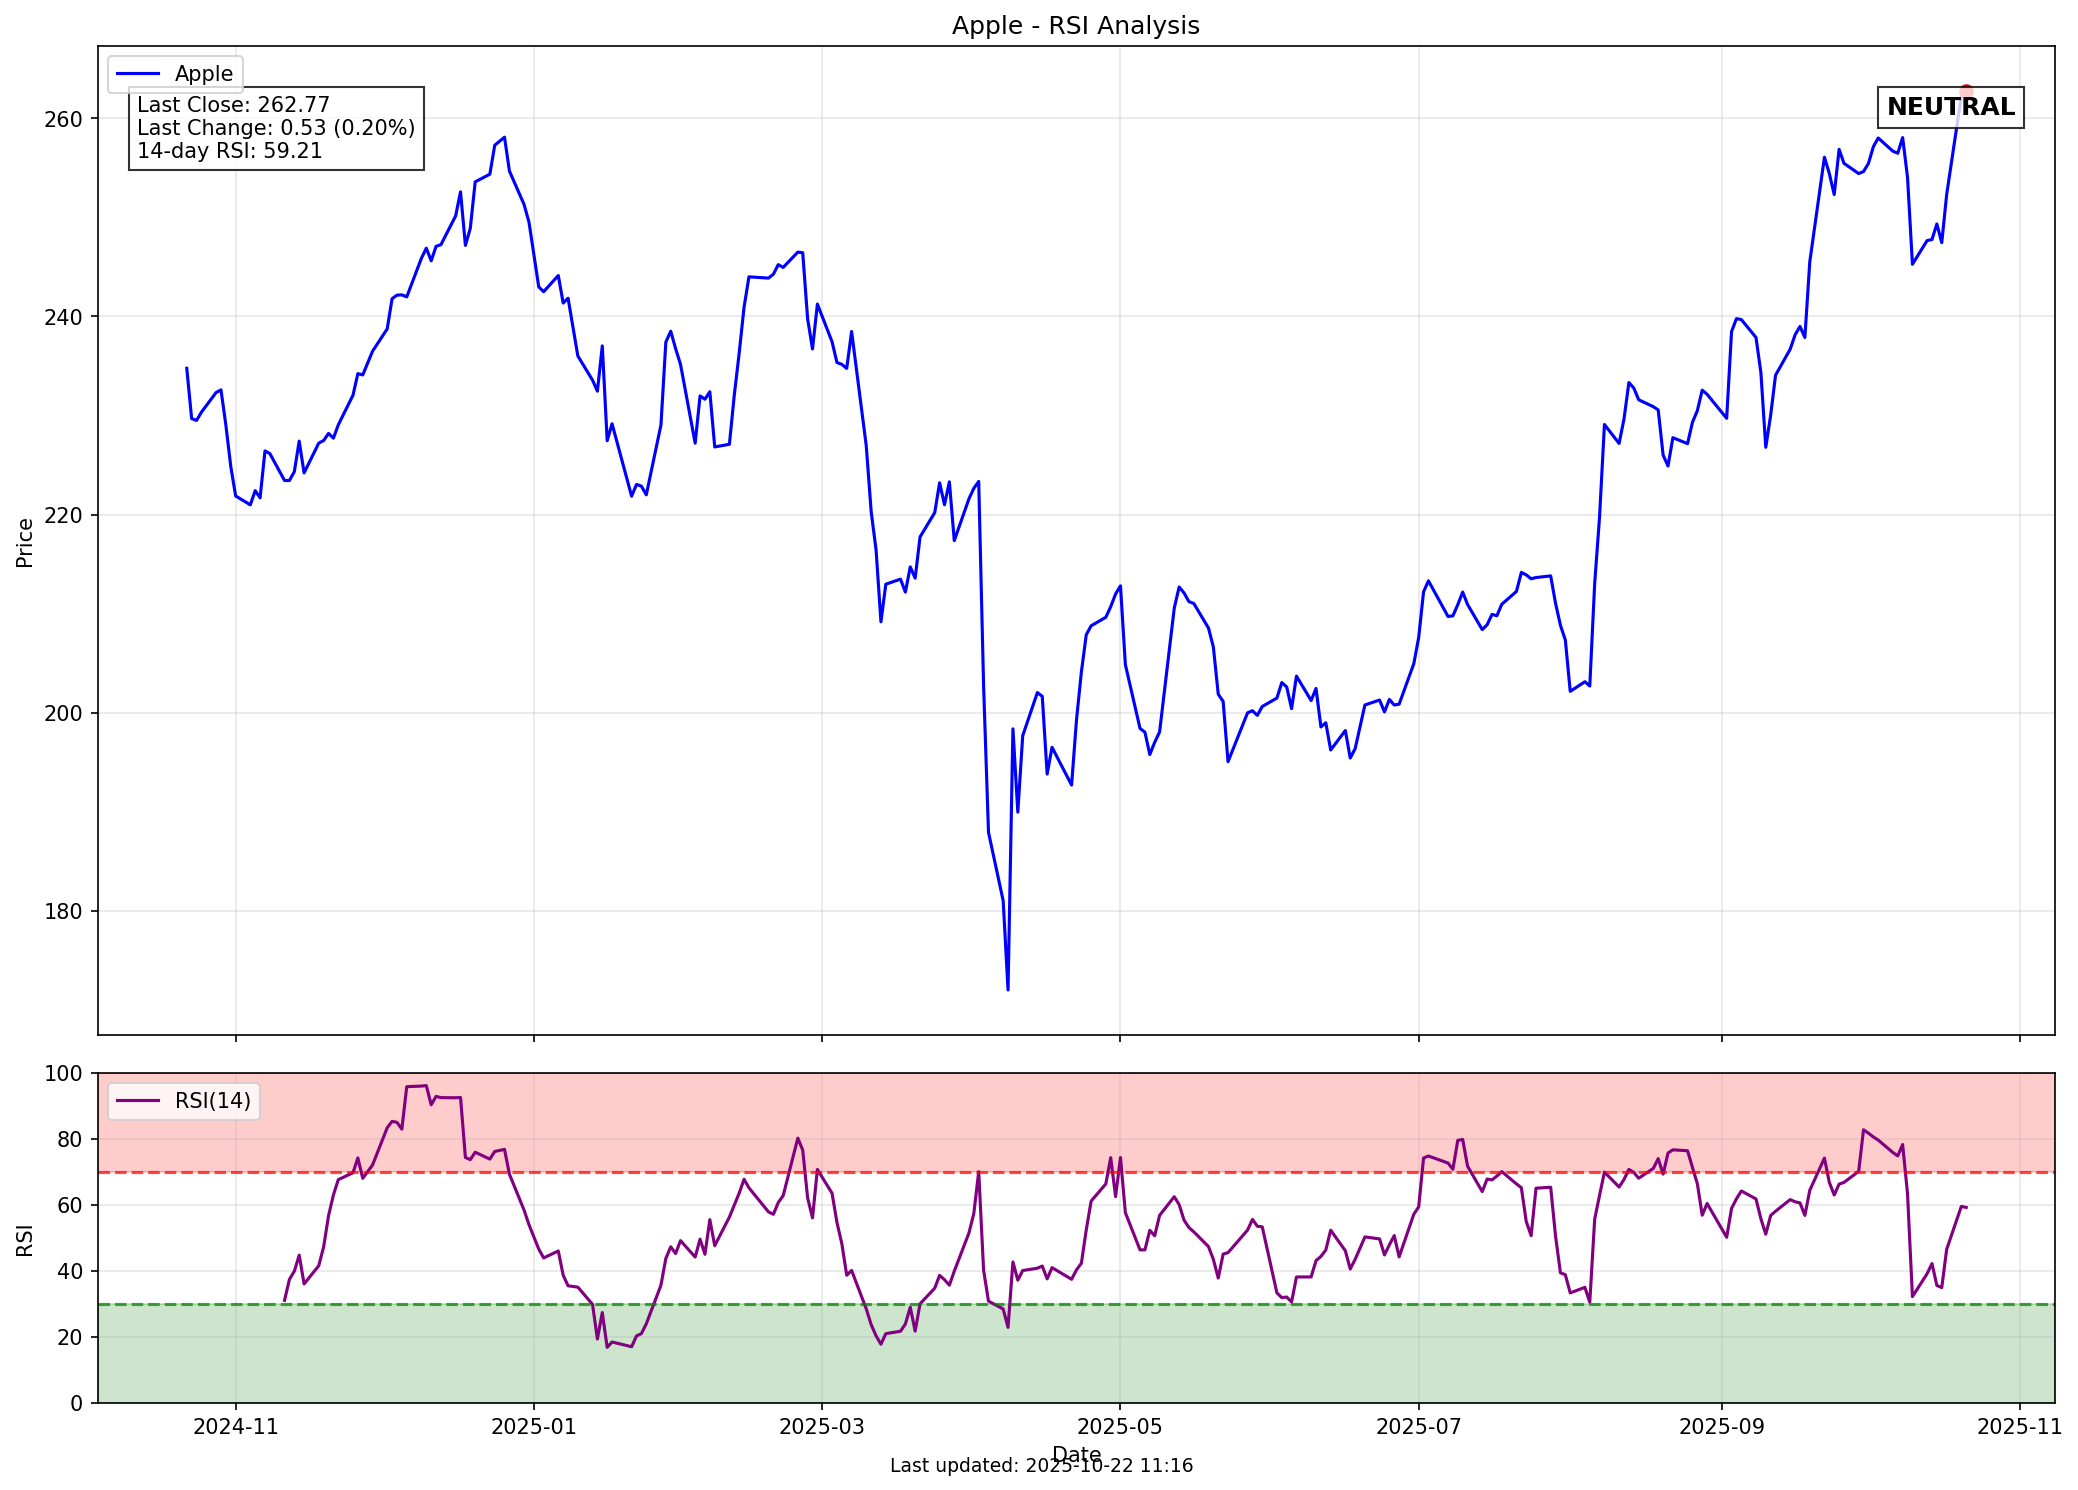 Apple - RSI Analysis
Apple
Last Close: 262.77
Last Change: 0.53 (0.20%)
14-day RSI: 59.21
NEUTRAL
260
240
220
200
180
Price
RSI(14)
100
80
60
40
20
0
RSI
2024-11
2025-01
2025-03
2025-05
2025-07
2025-09
2025-11
Date
Last updated: 2025-10-22 11:16